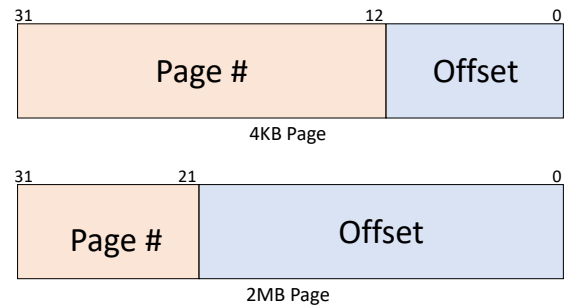 31 12 0
Page # Offset
4KB Page
31 21 0
Page # Offset
2MB Page